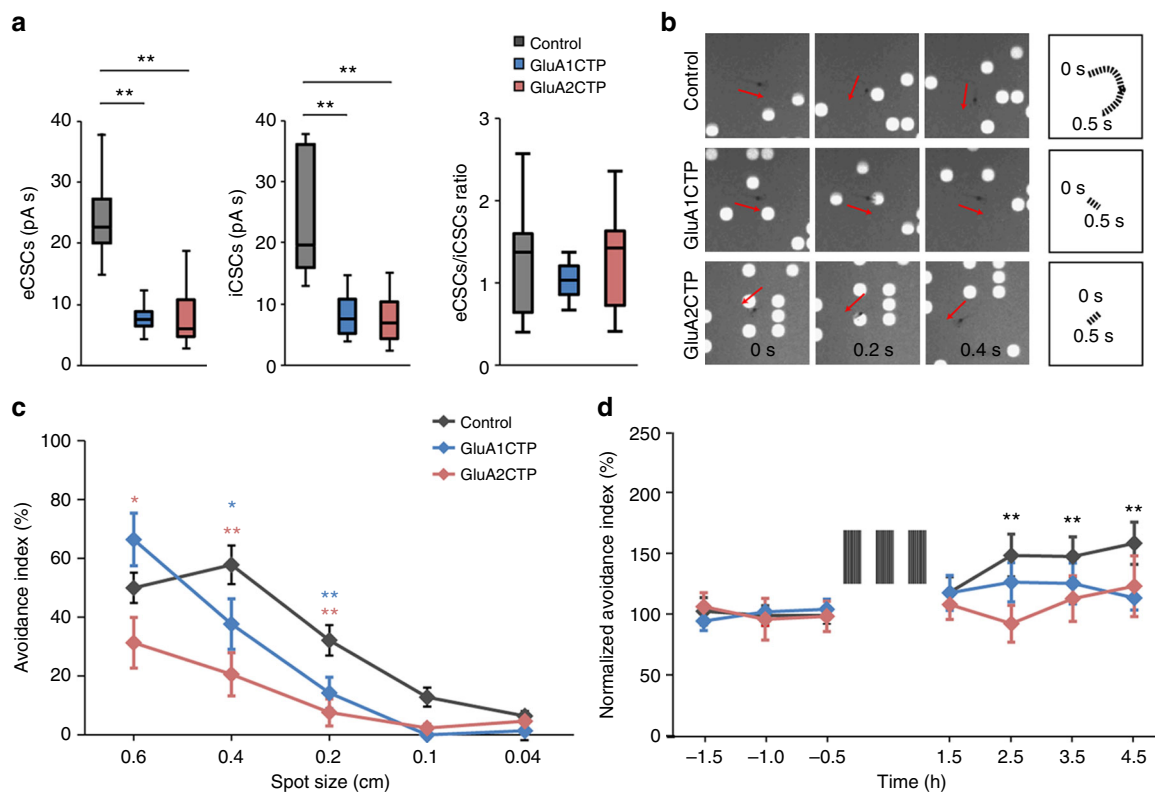 a
**
**
eCSCs (pA s)
40
30
20
10
0
**
**
iCSCs (pA s)
40
30
20
10
0
Control
GluA1CTP
GluA2CTP
eCSCs/iCSCs ratio
3
2
1
0
b
Control
0 s
0.5 s
GluA1CTP
0 s
0.5 s
GluA2CTP
0 s
0.2 s
0.4 s
0 s
0.5 s
c
Control
GluA1CTP
GluA2CTP
Avoidance index (%)
100
80
60
40
20
0
*
*
**
**
**
0.6 0.4 0.2 0.1 0.04
Spot size (cm)
d
Normalized avoidance index (%)
250
200
150
100
50
0
** ** **
–1.5 –1.0 –0.5 1.5 2.5 3.5 4.5
Time (h)